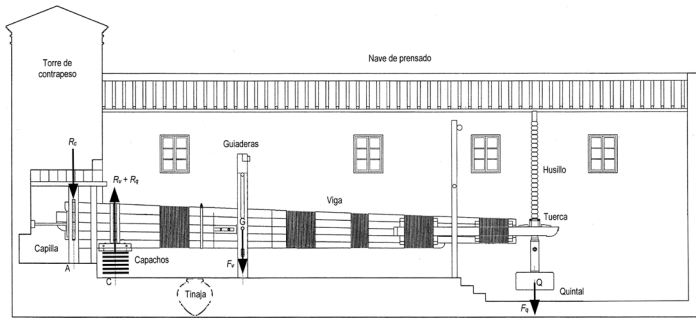 Torre de
contrapeso
Nave de prensado
Guiaderas
Rc
Rv + Rq
Husillo
Viga
Tuerca
G
Capilla
Capachos
A
C
Fv
Tinaja
Q
Quintal
Fq